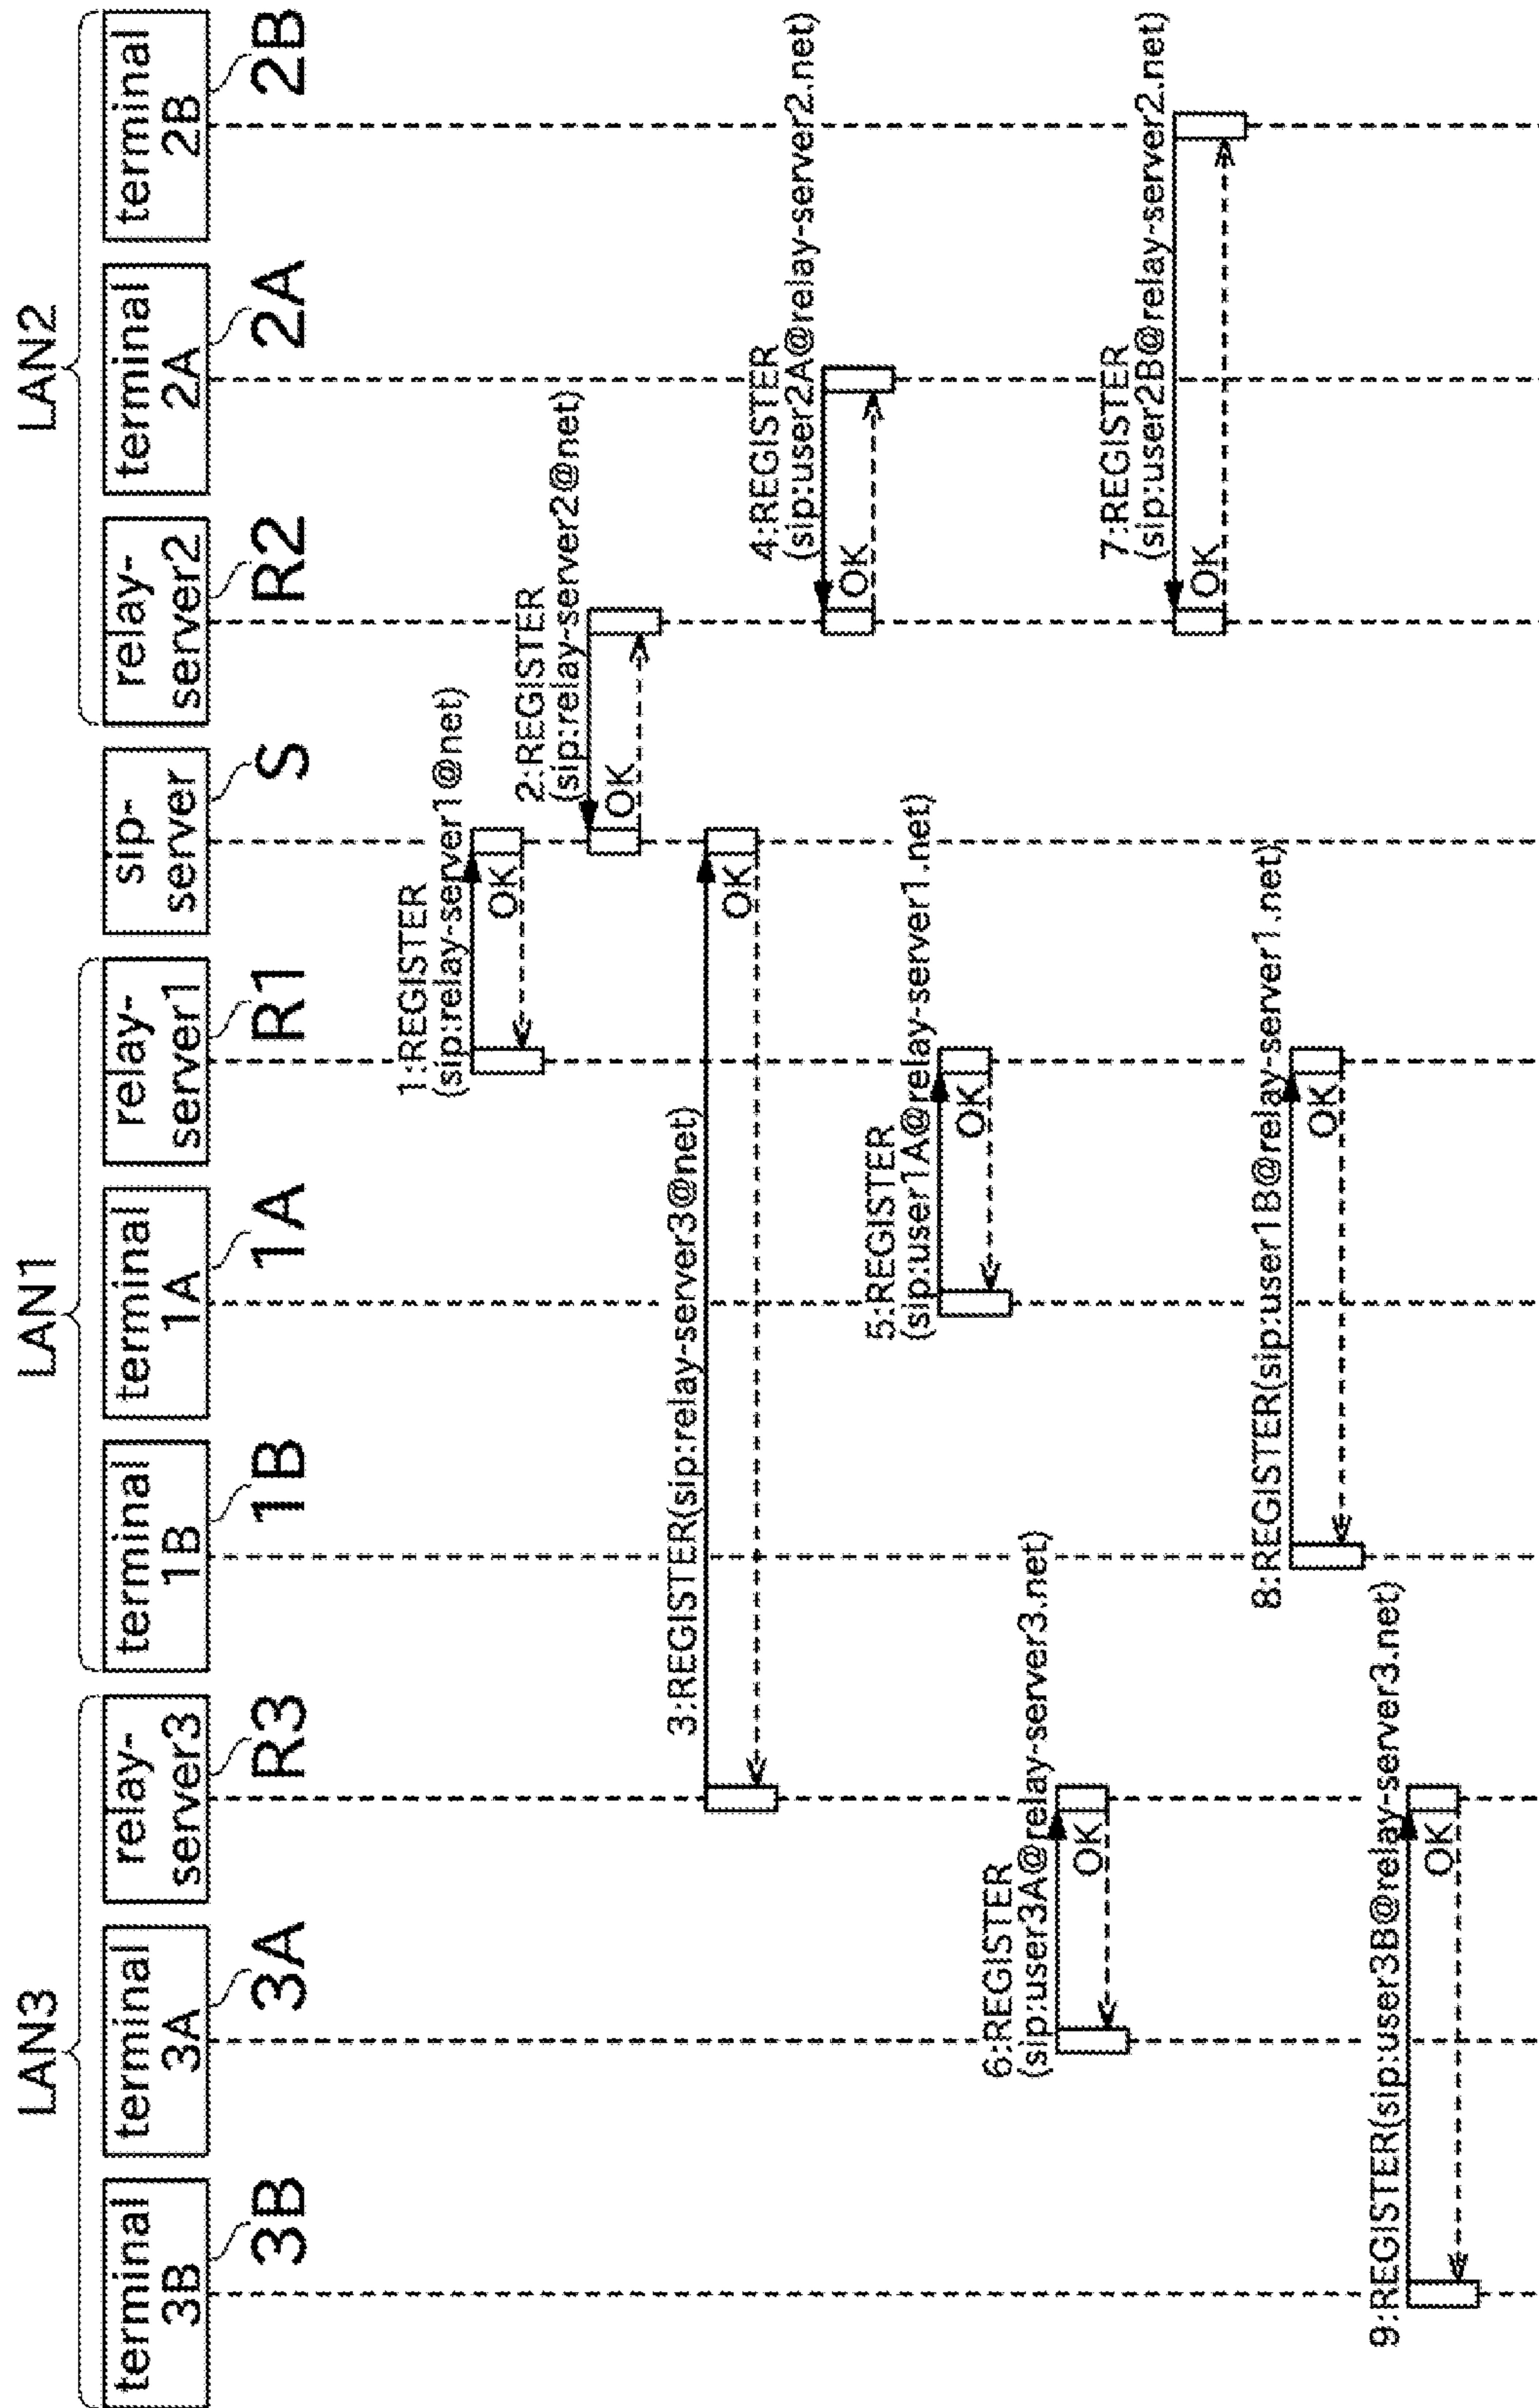 LAN3
LAN1
LAN2
terminal
3B
terminal
3A
relay-
server3
terminal
1B
terminal
1A
relay-
server1
sip-
server
relay-
server2
terminal
2A
terminal
2B
3B
3A
R3
1B
1A
R1
S
R2
2A
2B
1:REGISTER
(sip:relay-server1@net)
OK
2:REGISTER
(sip:relay-server2@net)
OK
3:REGISTER(sip:relay-server3@net)
OK
4:REGISTER
(sip:user2A@relay-server2.net)
OK
5:REGISTER
(sip:user1A@relay-server1.net)
OK
6:REGISTER
(sip:user3A@relay-server3.net)
OK
7:REGISTER
(sip:user2B@relay-server2.net)
OK
8:REGISTER(sip:user1B@relay-server1.net)
OK
9:REGISTER(sip:user3B@relay-server3.net)
OK